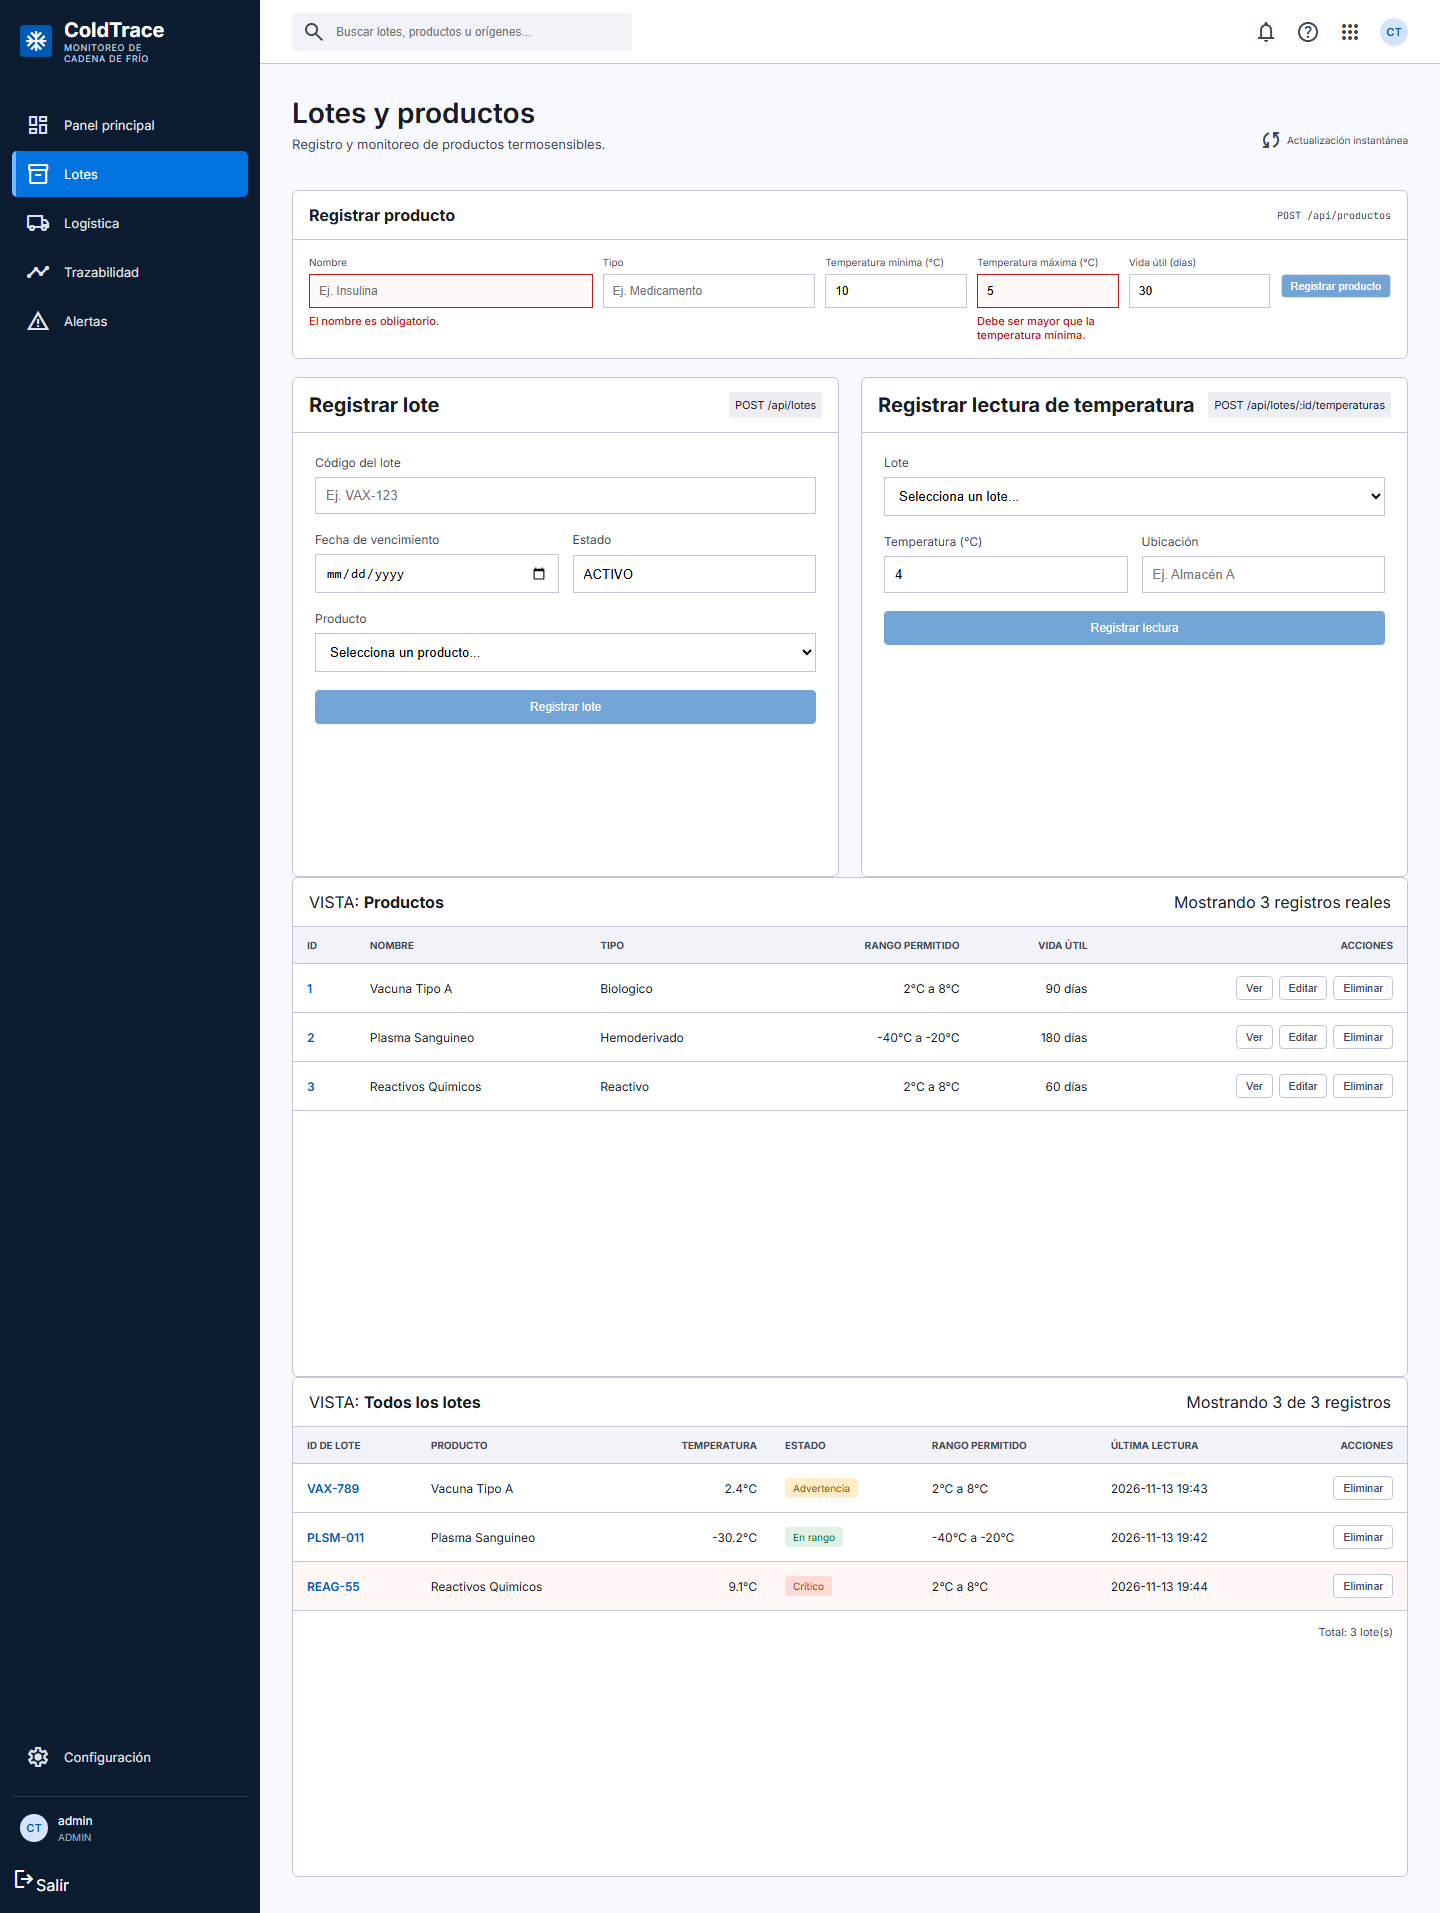 ColdTrace
MONITOREO DE
CADENA DE FRÍO
Panel principal
Lotes
Logística
Trazabilidad
Alertas
Configuración
CT
admin
ADMIN
Salir
Buscar lotes, productos u orígenes...
CT
Lotes y productos
Registro y monitoreo de productos termosensibles.
Actualización instantánea
Registrar producto
POST /api/productos
Nombre
Tipo
Temperatura mínima (°C)
Temperatura máxima (°C)
Vida útil (días)
Ej. Insulina
Ej. Medicamento
10
5
30
Registrar producto
El nombre es obligatorio.
Debe ser mayor que la
temperatura mínima.
Registrar lote
POST /api/lotes
Código del lote
Ej. VAX-123
Fecha de vencimiento
Estado
mm/dd/yyyy
ACTIVO
Producto
Selecciona un producto...
Registrar lote
Registrar lectura de temperatura
POST /api/lotes/:id/temperaturas
Lote
Selecciona un lote...
Temperatura (°C)
Ubicación
4
Ej. Almacén A
Registrar lectura
VISTA: Productos
Mostrando 3 registros reales
ID NOMBRE TIPO RANGO PERMITIDO VIDA ÚTIL ACCIONES
1 Vacuna Tipo A Biologico 2°C a 8°C 90 días Ver Editar Eliminar
2 Plasma Sanguineo Hemoderivado -40°C a -20°C 180 días Ver Editar Eliminar
3 Reactivos Quimicos Reactivo 2°C a 8°C 60 días Ver Editar Eliminar
VISTA: Todos los lotes
Mostrando 3 de 3 registros
ID DE LOTE PRODUCTO TEMPERATURA ESTADO RANGO PERMITIDO ÚLTIMA LECTURA ACCIONES
VAX-789 Vacuna Tipo A 2.4°C Advertencia 2°C a 8°C 2026-11-13 19:43 Eliminar
PLSM-011 Plasma Sanguineo -30.2°C En rango -40°C a -20°C 2026-11-13 19:42 Eliminar
REAG-55 Reactivos Quimicos 9.1°C Crítico 2°C a 8°C 2026-11-13 19:44 Eliminar
Total: 3 lote(s)